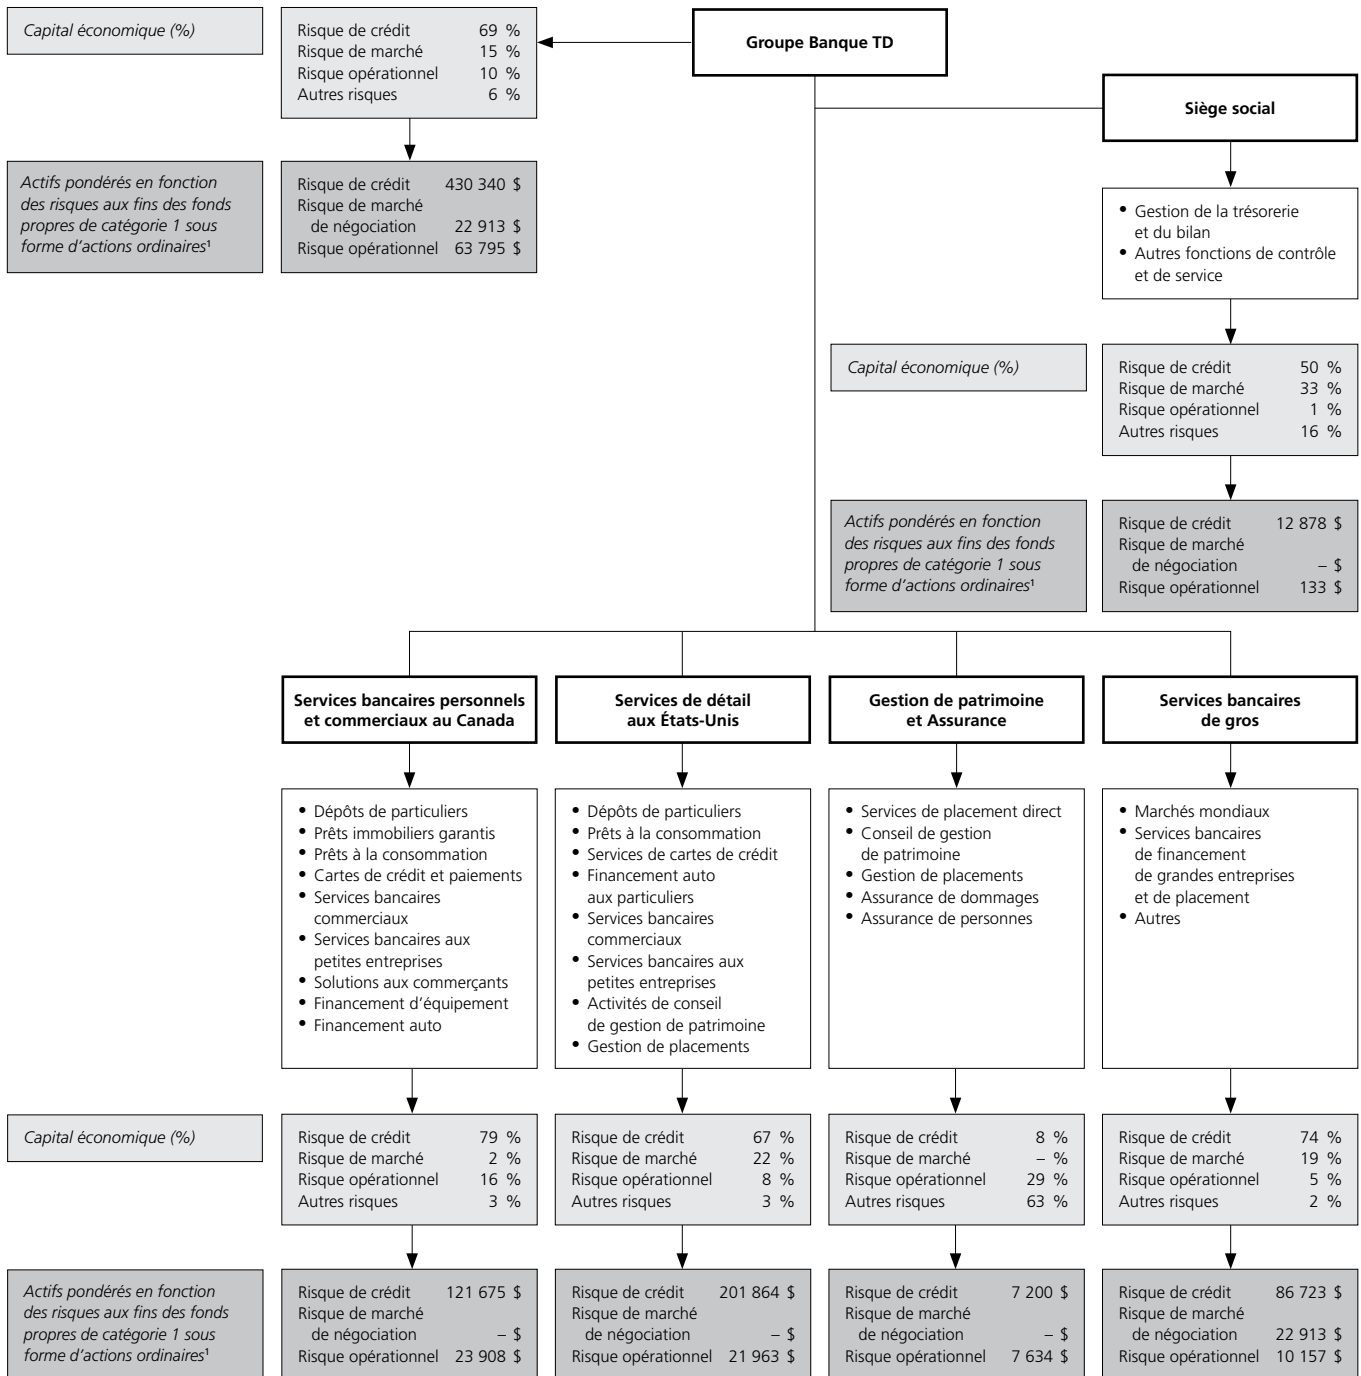 Groupe Banque TD
Capital économique (%)
Risque de crédit 69 %
Risque de marché 15 %
Risque opérationnel 10 %
Autres risques 6 %
Actifs pondérés en fonction
des risques aux fins des fonds
propres de catégorie 1 sous
forme d'actions ordinaires¹
Risque de crédit 430 340 $
Risque de marché
de négociation 22 913 $
Risque opérationnel 63 795 $
Siège social
• Gestion de la trésorerie
et du bilan
• Autres fonctions de contrôle
et de service
Capital économique (%)
Risque de crédit 50 %
Risque de marché 33 %
Risque opérationnel 1 %
Autres risques 16 %
Actifs pondérés en fonction
des risques aux fins des fonds
propres de catégorie 1 sous
forme d'actions ordinaires¹
Risque de crédit 12 878 $
Risque de marché
de négociation – $
Risque opérationnel 133 $
Services bancaires personnels
et commerciaux au Canada
Services de détail
aux États-Unis
Gestion de patrimoine
et Assurance
Services bancaires
de gros
• Dépôts de particuliers
• Prêts immobiliers garantis
• Prêts à la consommation
• Cartes de crédit et paiements
• Services bancaires
commerciaux
• Services bancaires aux
petites entreprises
• Solutions aux commerçants
• Financement d'équipement
• Financement auto
• Dépôts de particuliers
• Prêts à la consommation
• Services de cartes de crédit
• Financement auto
aux particuliers
• Services bancaires
commerciaux
• Services bancaires aux
petites entreprises
• Activités de conseil
de gestion de patrimoine
• Gestion de placements
• Services de placement direct
• Conseil de gestion
de patrimoine
• Gestion de placements
• Assurance de dommages
• Assurance de personnes
• Marchés mondiaux
• Services bancaires
de financement
de grandes entreprises
et de placement
• Autres
Capital économique (%)
Risque de crédit 79 %
Risque de marché 2 %
Risque opérationnel 16 %
Autres risques 3 %
Risque de crédit 67 %
Risque de marché 22 %
Risque opérationnel 8 %
Autres risques 3 %
Risque de crédit 8 %
Risque de marché – %
Risque opérationnel 29 %
Autres risques 63 %
Risque de crédit 74 %
Risque de marché 19 %
Risque opérationnel 5 %
Autres risques 2 %
Actifs pondérés en fonction
des risques aux fins des fonds
propres de catégorie 1 sous
forme d'actions ordinaires¹
Risque de crédit 121 675 $
Risque de marché
de négociation – $
Risque opérationnel 23 908 $
Risque de crédit 201 864 $
Risque de marché
de négociation – $
Risque opérationnel 21 963 $
Risque de crédit 7 200 $
Risque de marché
de négociation – $
Risque opérationnel 7 634 $
Risque de crédit 86 723 $
Risque de marché
de négociation 22 913 $
Risque opérationnel 10 157 $